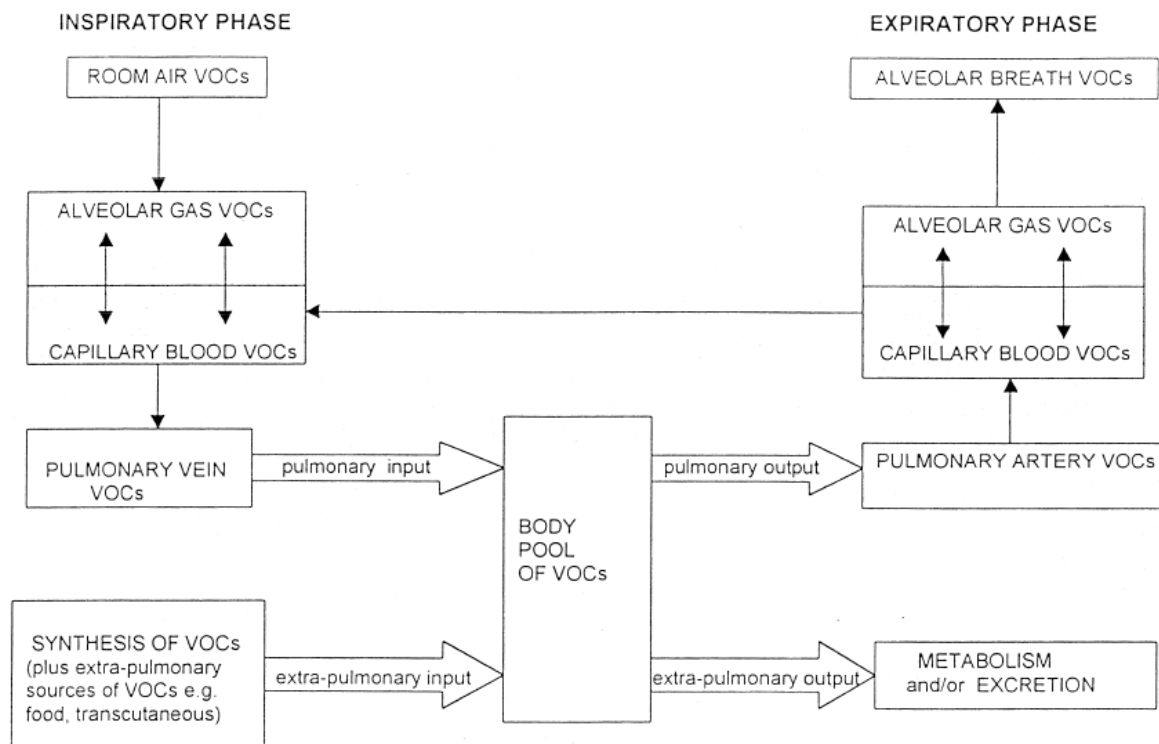 INSPIRATORY PHASE
EXPIRATORY PHASE
ROOM AIR VOCs
ALVEOLAR BREATH VOCs
ALVEOLAR GAS VOCs
CAPILLARY BLOOD VOCs
ALVEOLAR GAS VOCs
CAPILLARY BLOOD VOCs
PULMONARY VEIN
VOCs
pulmonary input
BODY
POOL
OF VOCs
pulmonary output
PULMONARY ARTERY VOCs
SYNTHESIS OF VOCs
(plus extra-pulmonary
sources of VOCs e.g.
food, transcutaneous)
extra-pulmonary input
extra-pulmonary output
METABOLISM
and/or EXCRETION